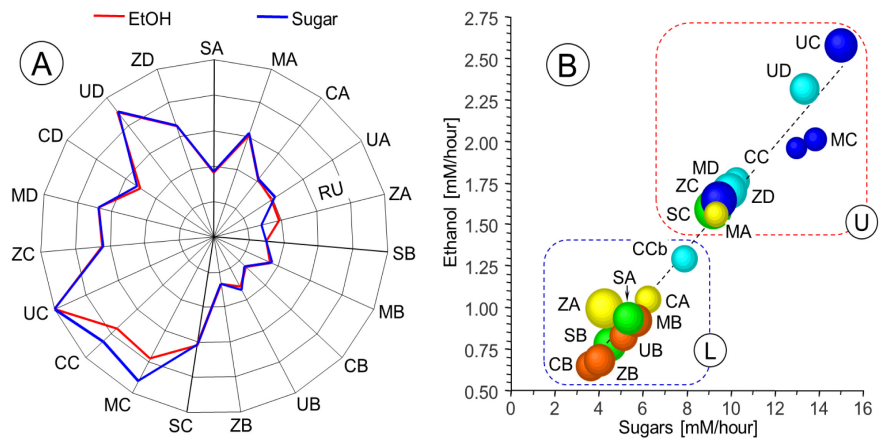 EtOH
Sugar
A
SA
MA
CA
UA
ZA
SB
MB
CB
UB
ZB
SC
MC
CC
UC
ZC
MD
CD
UD
ZD
RU
B
Ethanol [mM/hour]
2.75
2.50
2.25
2.00
1.75
1.50
1.25
1.00
0.75
0.50
0 2 4 6 8 10 12 14 16
Sugars [mM/hour]
UC
UD
MC
CC
MD
ZC
ZD
SC
MA
U
CCb
SA
ZA
CA
MB
SB
UB
CB
ZB
L